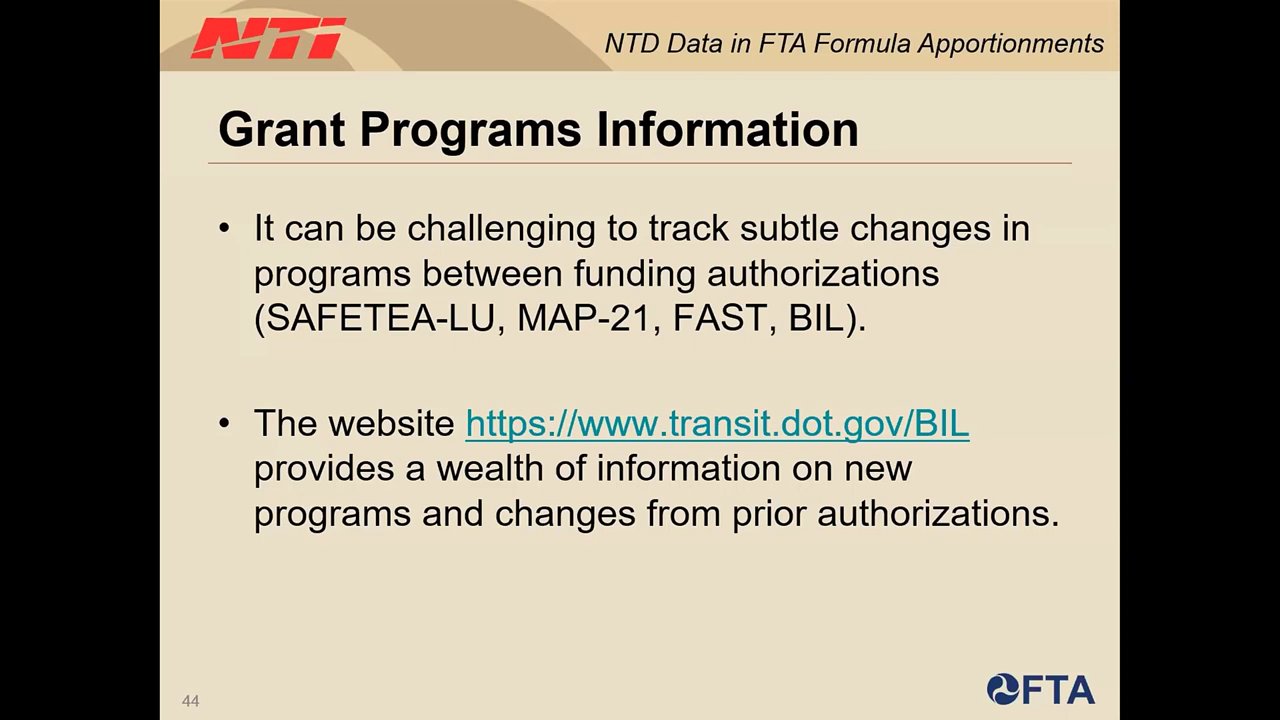 NTI
NTD Data in FTA Formula Apportionments
Grant Programs Information
• It can be challenging to track subtle changes in
programs between funding authorizations
(SAFETEA-LU, MAP-21, FAST, BIL).
• The website https://www.transit.dot.gov/BIL
provides a wealth of information on new
programs and changes from prior authorizations.
44
FTA